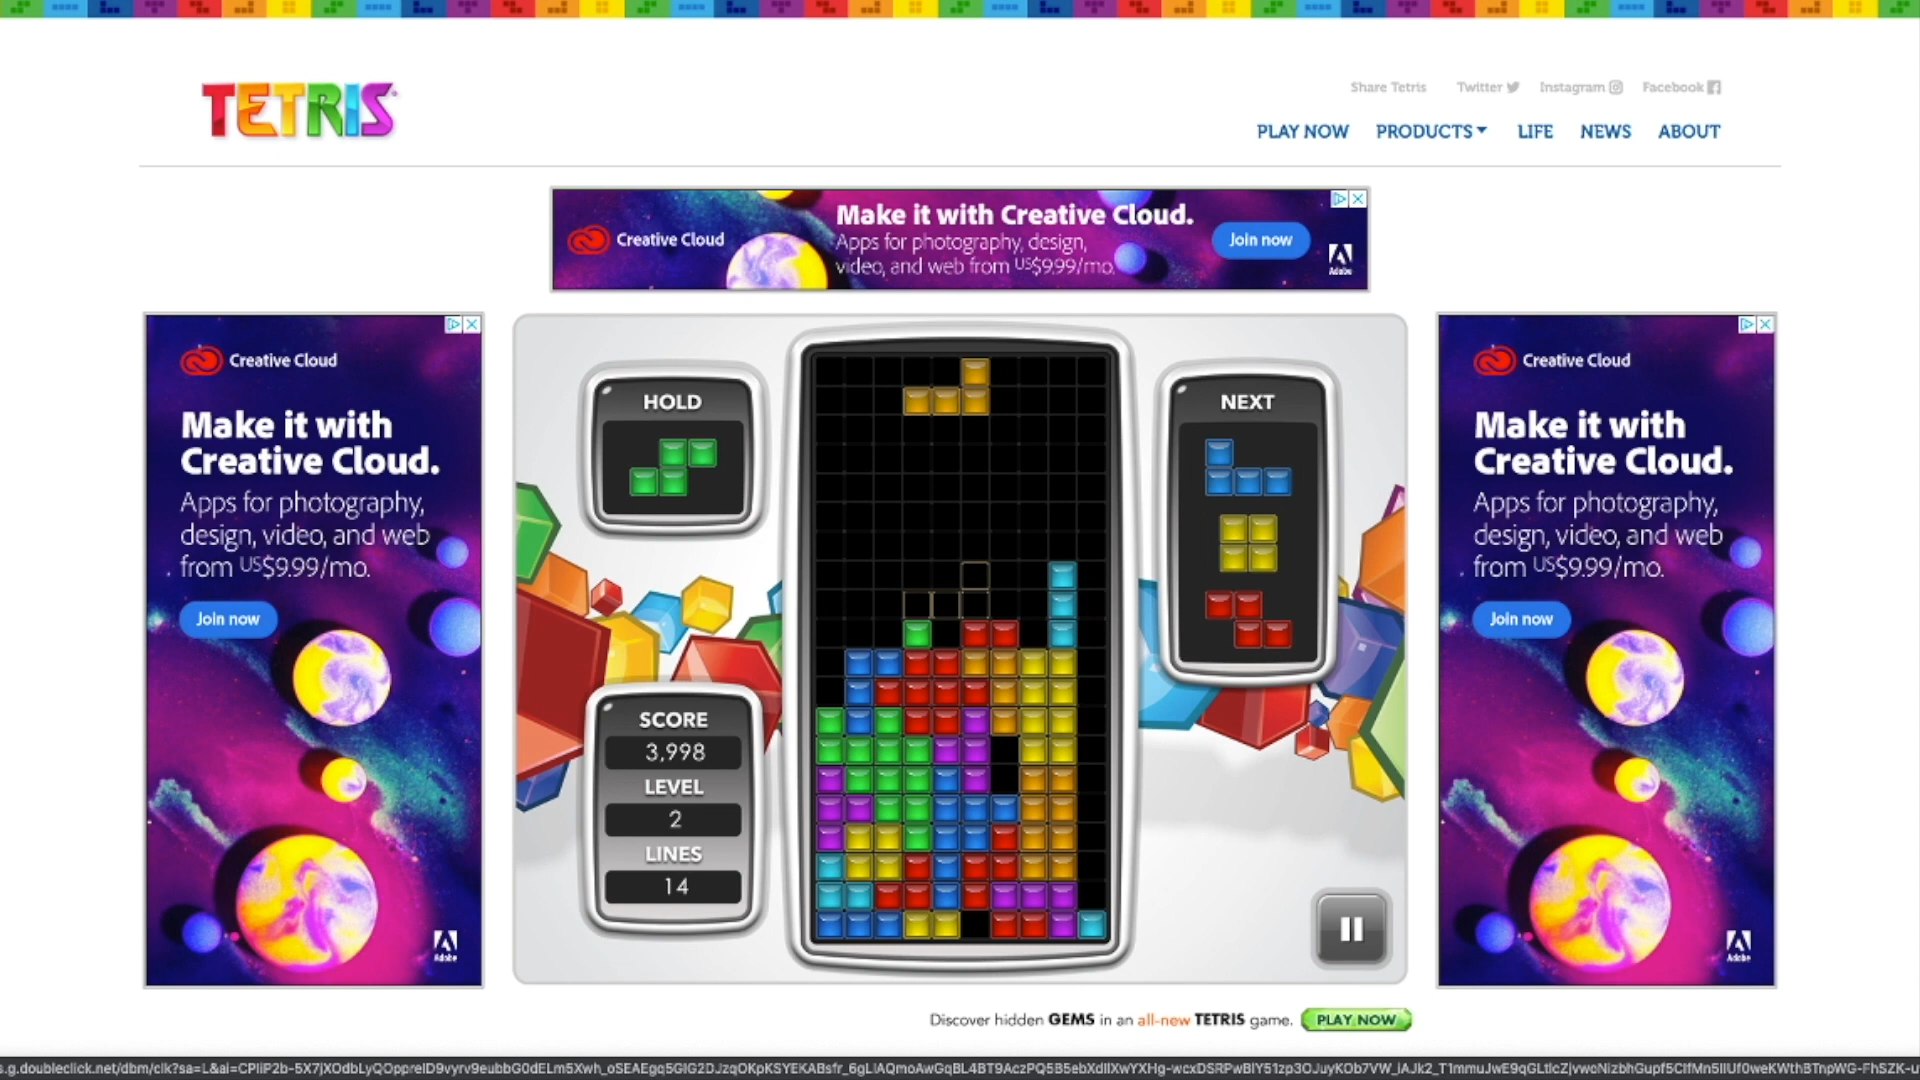 TETRIS
Share Tetris Twitter Instagram Facebook
PLAY NOW PRODUCTS LIFE NEWS ABOUT
Creative Cloud
Make it with Creative Cloud.
Apps for photography, design,
video, and web from US$9.99/mo.
Join now
Adobe
Creative Cloud
Make it with
Creative Cloud.
Apps for photography,
design, video, and web
from US$9.99/mo.
Join now
Adobe
HOLD
NEXT
SCORE
3,998
LEVEL
2
LINES
14
Creative Cloud
Make it with
Creative Cloud.
Apps for photography,
design, video, and web
from US$9.99/mo.
Join now
Adobe
Discover hidden GEMS in an all-new TETRIS game. PLAY NOW